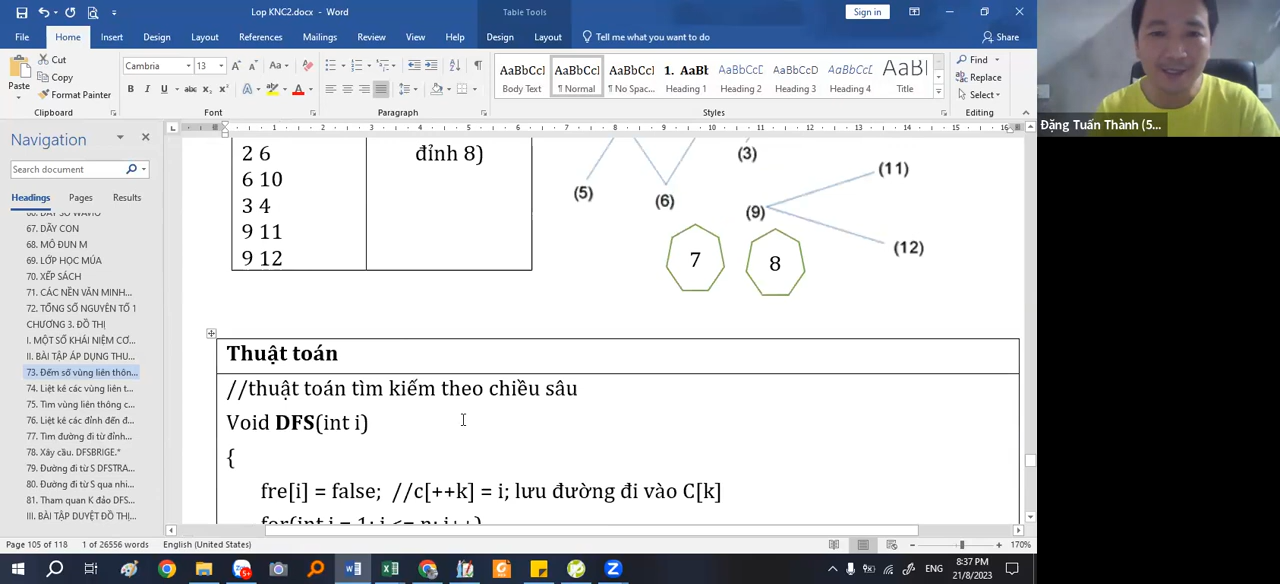 Lop KNC2.docx - Word
Table Tools
Sign in
File
Home
Insert
Design
Layout
References
Mailings
Review
View
Help
Design
Layout
Tell me what you want to do
Share
Paste
Cut
Copy
Format Painter
Clipboard
Cambria
13
Font
Paragraph
AaBbCcI
Body Text
AaBbCcI
¶ Normal
AaBbCcI
¶ No Spac...
1. AaBb
Heading 1
AaBbCcI
Heading 2
AaBbCcD
Heading 3
AaBbCcD
Heading 4
AaBl
Title
Styles
Find
Replace
Select
Editing
Đặng Tuấn Thành (5...
Navigation
Search document
Headings
Pages
Results
67. DÃY CON
68. MÔ ĐUN M
69. LỚP HỌC MÚA
70. XẾP SÁCH
71. CÁC NỀN VĂN MINH...
72. TỔNG SỐ NGUYÊN TỐ 1
CHƯƠNG 3. ĐỒ THỊ
I. MỘT SỐ KHÁI NIỆM CƠ...
II. BÀI TẬP ÁP DỤNG THU...
73. Đếm số vùng liên thôn...
74. Liệt kê các vùng liên t...
75. Tìm vùng liên thông c...
76. Liệt kê các đỉnh đến đ...
77. Tìm đường đi từ đỉnh...
78. Xây cầu. DFSBRIGE.*
79. Đường đi từ S DFSTRA...
80. Đường đi từ S qua nhi...
81. Tham quan K đảo DFS...
III. BÀI TẬP DUYỆT ĐỒ THỊ...
2 6
6 10
3 4
9 11
9 12
đỉnh 8)
(3)
(5)
(6)
(11)
(9)
(12)
7
8
Thuật toán
//thuật toán tìm kiếm theo chiều sâu
Void DFS(int i)
{
fre[i] = false; //c[++k] = i; lưu đường đi vào C[k]
Page 105 of 118
1 of 26556 words
English (United States)
170%
ENG
8:37 PM
21/8/2023